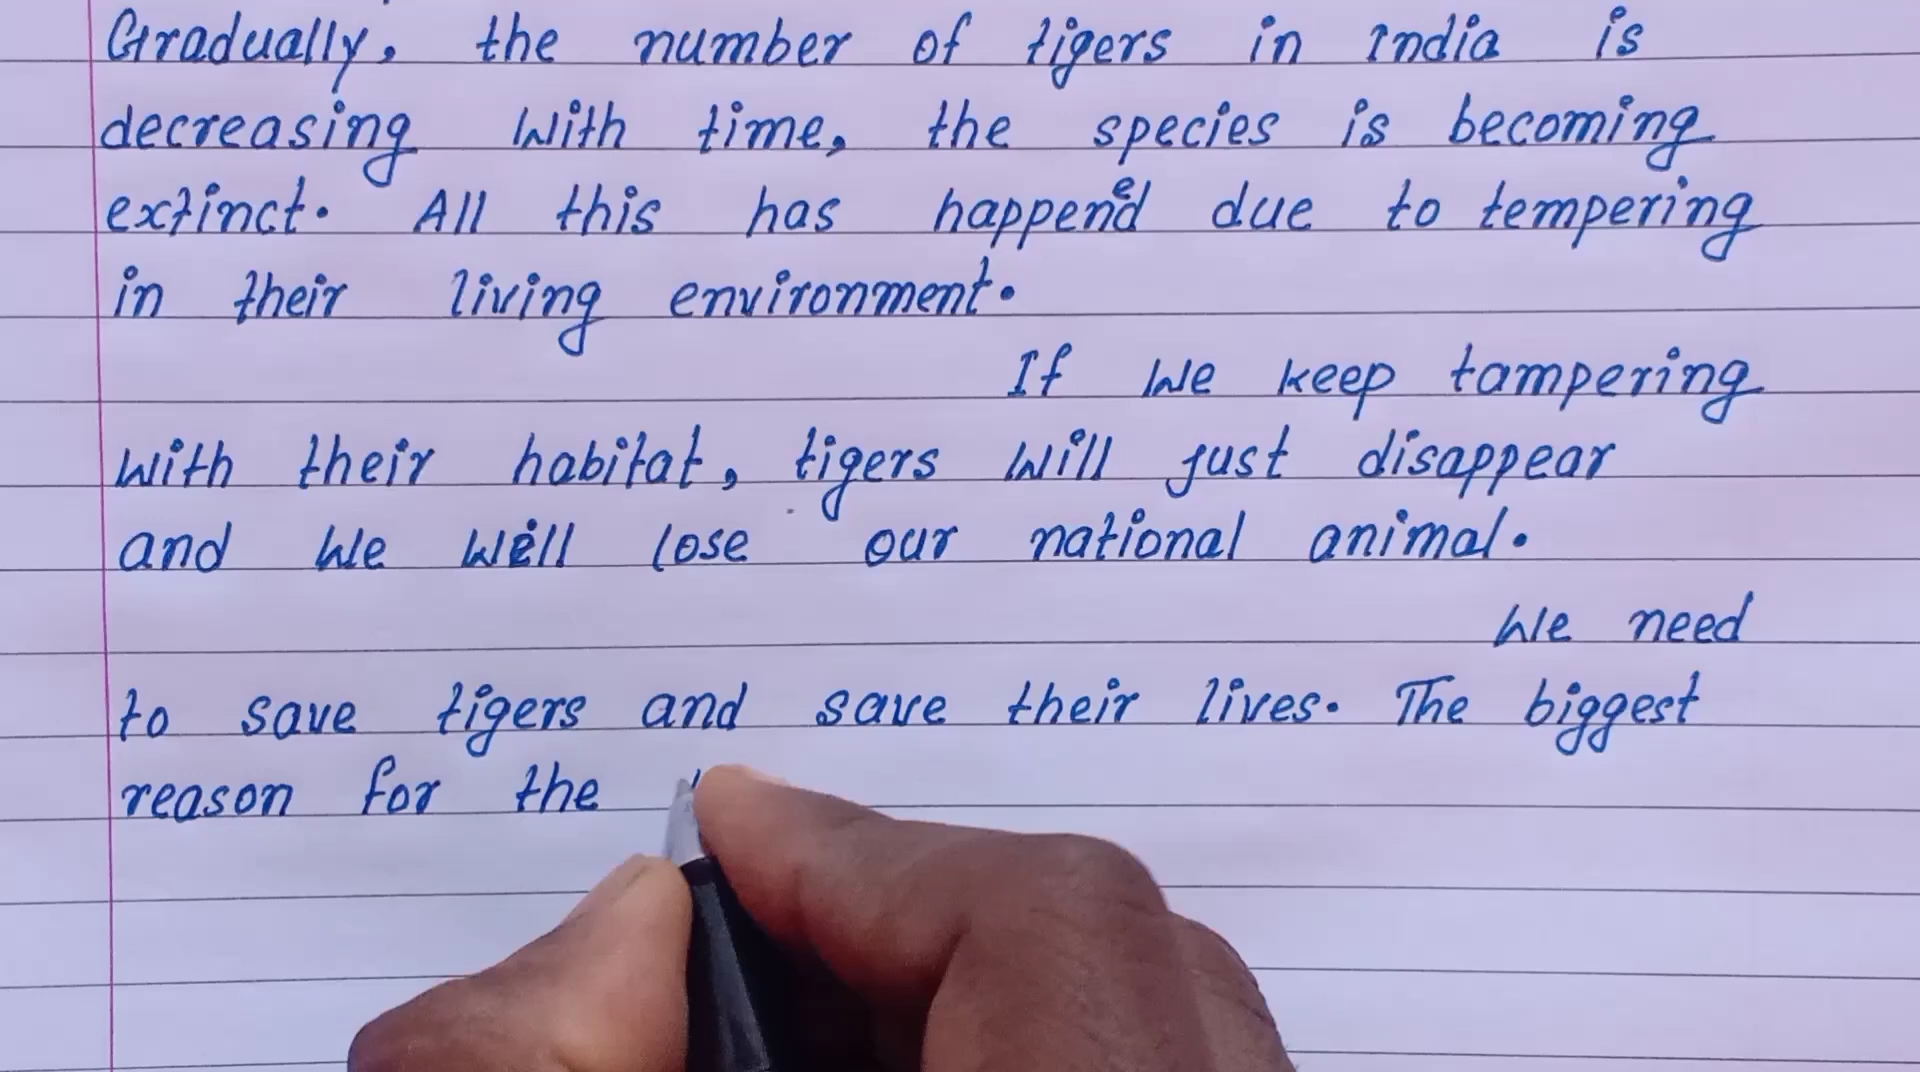 Gradually, the number of tigers in India is
decreasing with time, the species is becoming
extinct. All this has happened due to tempering
in their living environment.
If we keep tampering
with their habitat, tigers will just disappear
and we will lose our national animal.
We need
to save tigers and save their lives. The biggest
reason for the